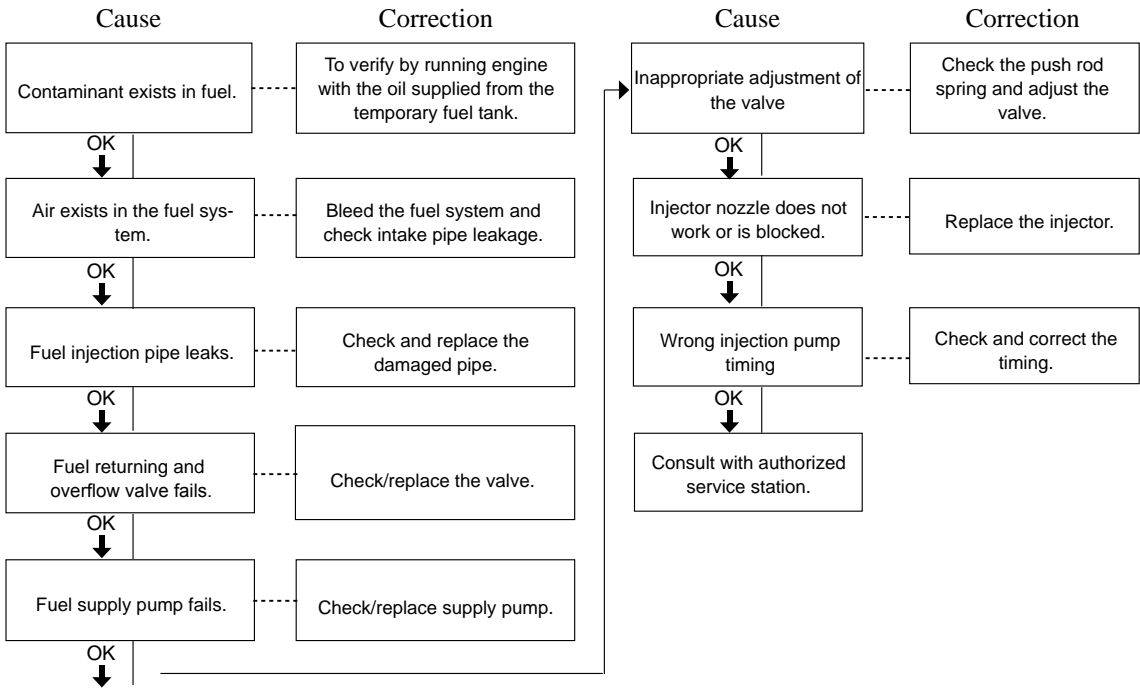 Cause
Correction
Contaminant exists in fuel.
To verify by running engine
with the oil supplied from the
temporary fuel tank.
OK
Air exists in the fuel sys-
tem.
Bleed the fuel system and
check intake pipe leakage.
OK
Fuel injection pipe leaks.
Check and replace the
damaged pipe.
OK
Fuel returning and
overflow valve fails.
Check/replace the valve.
OK
Fuel supply pump fails.
Check/replace supply pump.
OK
Cause
Correction
Inappropriate adjustment of
the valve
Check the push rod
spring and adjust the
valve.
OK
Injector nozzle does not
work or is blocked.
Replace the injector.
OK
Wrong injection pump
timing
Check and correct the
timing.
OK
Consult with authorized
service station.